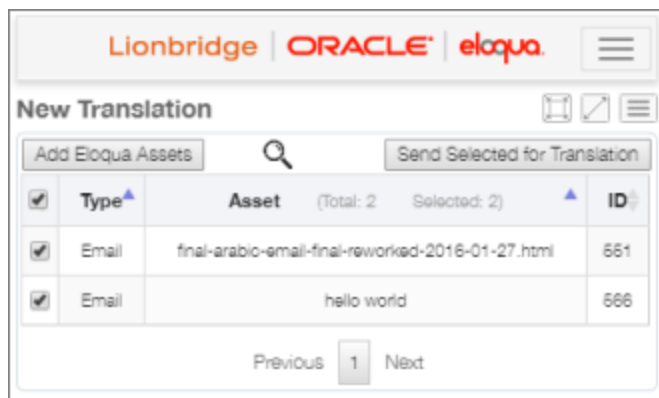 Lionbridge | ORACLE | eloqua.
New Translation
Add Eloqua Assets Send Selected for Translation
Type Asset (Total: 2 Selected: 2) ID
Email final-arabic-email-final-reworked-2016-01-27.html 551
Email hello world 566
Previous 1 Next